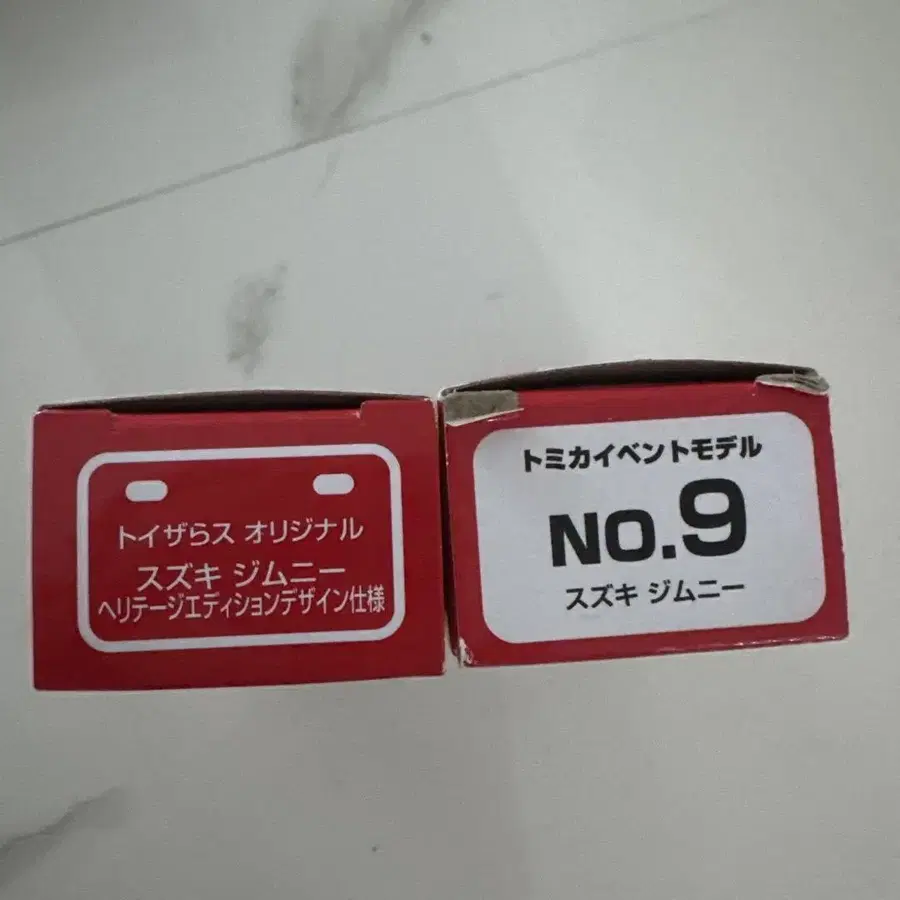 トイザらス オリジナル
スズキ ジムニー
ヘリテージエディションデザイン仕様
トミカイベントモデル
NO.9
スズキ ジムニー